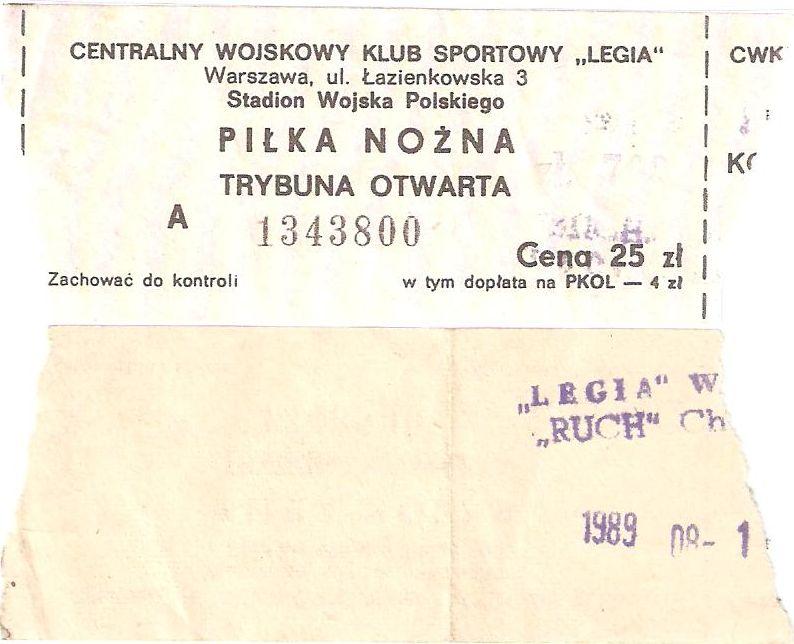 CENTRALNY WOJSKOWY KLUB SPORTOWY „LEGIA"
Warszawa, ul. Łazienkowska 3
Stadion Wojska Polskiego
PIŁKA NOŻNA
TRYBUNA OTWARTA
A 1343800
Cena 25 zł
Zachować do kontroli
w tym dopłata na PKOL — 4 zł
CWK
„LEGIA" W
„RUCH" Ch
1989 08- 1